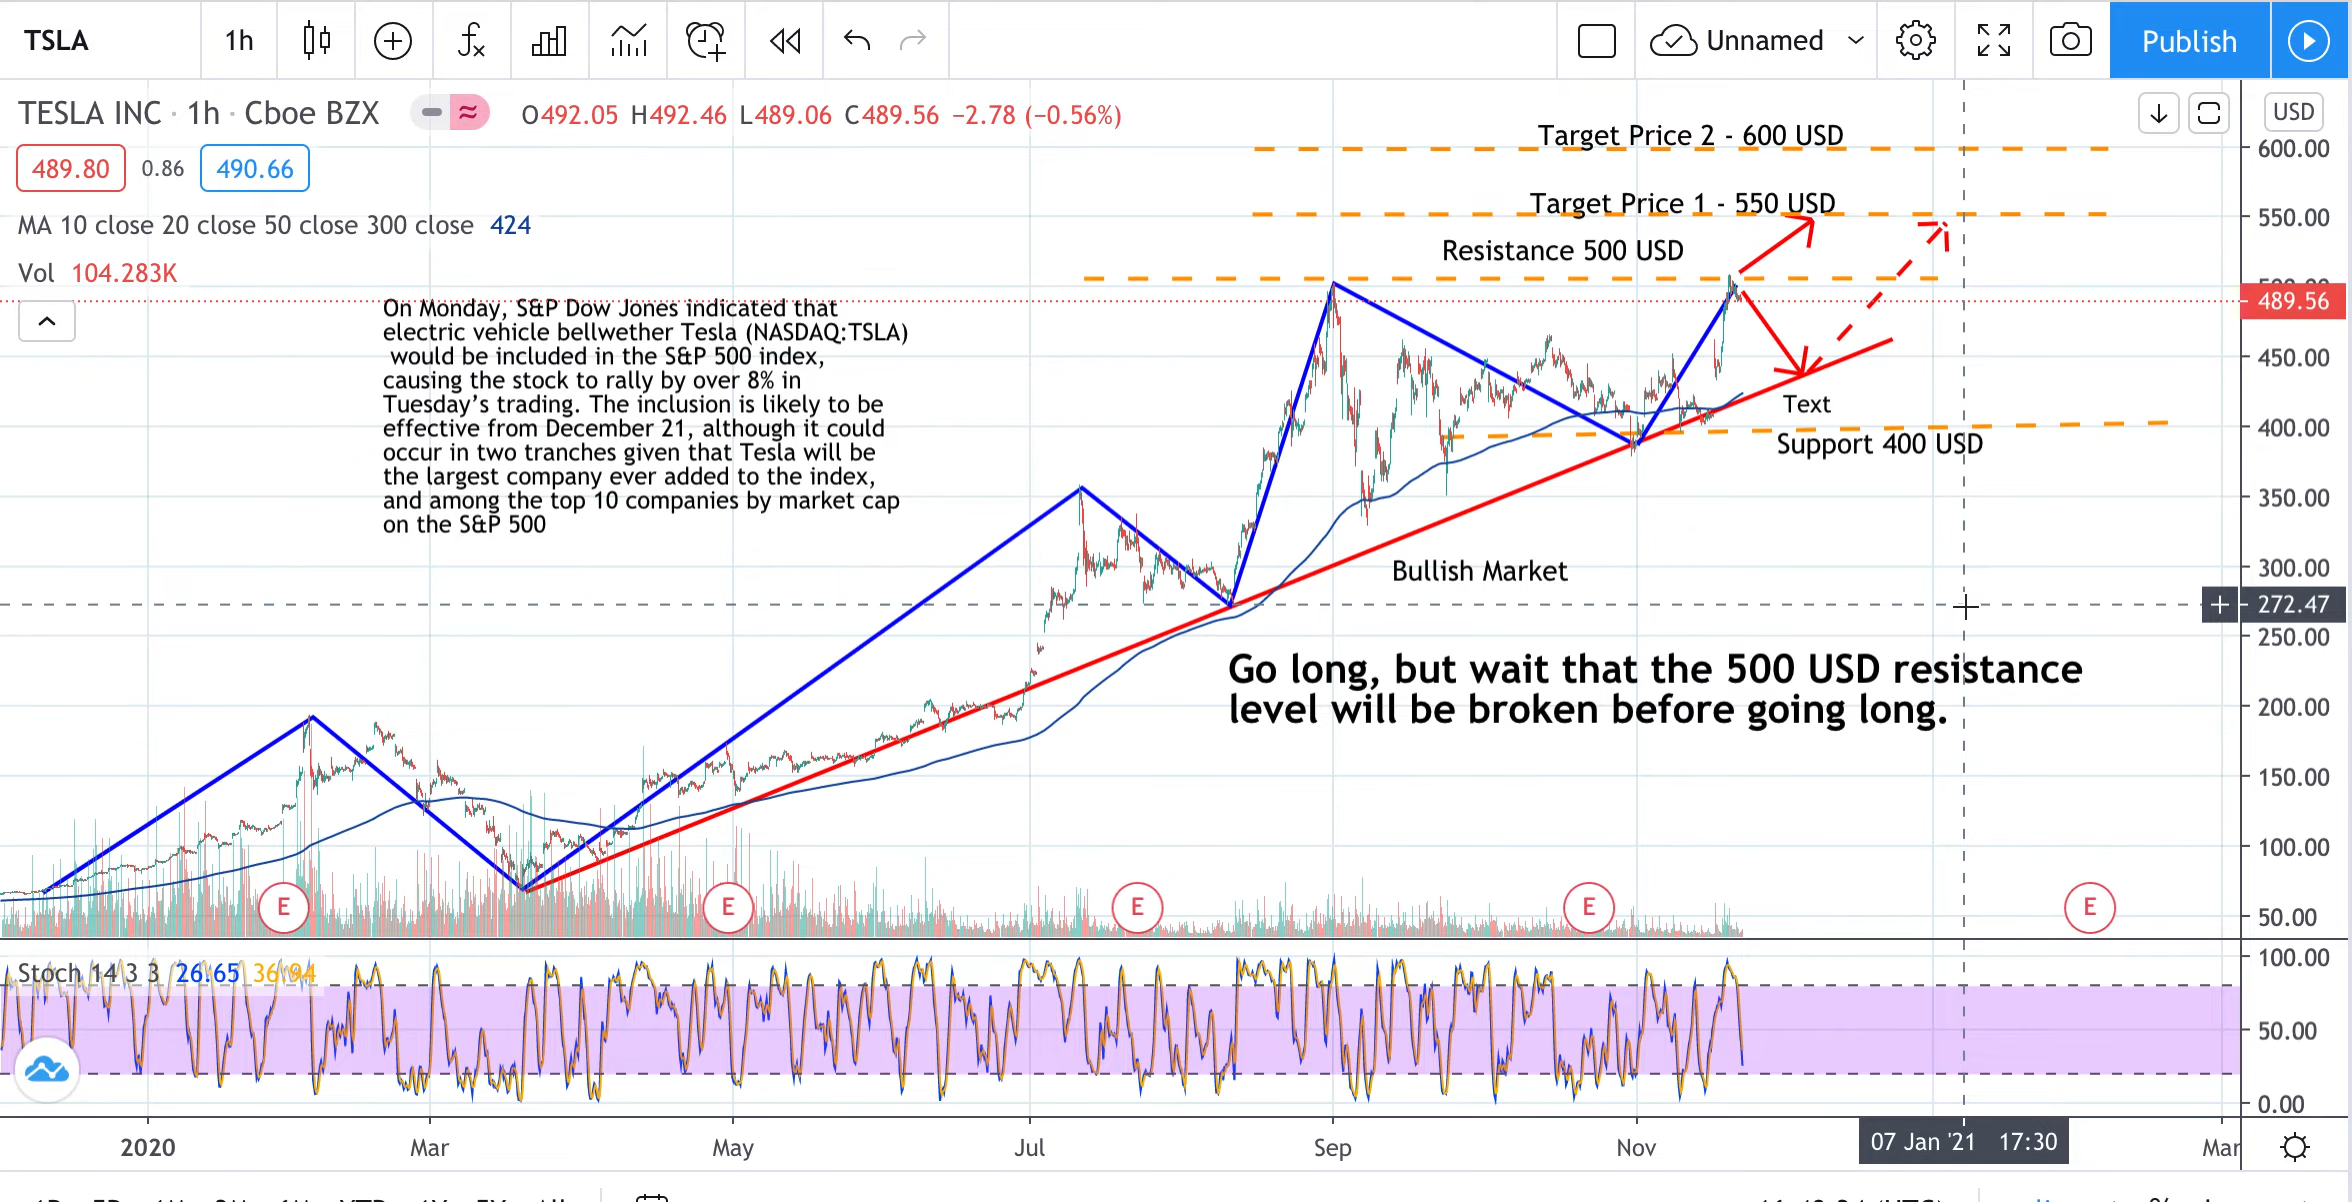 TSLA
1h
Unnamed
Publish
TESLA INC · 1h · Cboe BZX
O492.05 H492.46 L489.06 C489.56 −2.78 (−0.56%)
USD
489.80 0.86 490.66
MA 10 close 20 close 50 close 300 close 424
Vol 104.283K
Target Price 2 - 600 USD
Target Price 1 - 550 USD
Resistance 500 USD
On Monday, S&P Dow Jones indicated that
electric vehicle bellwether Tesla (NASDAQ:TSLA)
would be included in the S&P 500 index,
causing the stock to rally by over 8% in
Tuesday's trading. The inclusion is likely to be
effective from December 21, although it could
occur in two tranches given that Tesla will be
the largest company ever added to the index,
and among the top 10 companies by market cap
on the S&P 500
Text
Support 400 USD
Bullish Market
Go long, but wait that the 500 USD resistance
level will be broken before going long.
600.00
550.00
489.56
450.00
400.00
350.00
300.00
272.47
250.00
200.00
150.00
100.00
50.00
E E E E E
Stoch 14 3 3 26.65 36.94
100.00
50.00
0.00
2020 Mar May Jul Sep Nov 07 Jan '21 17:30 Mar